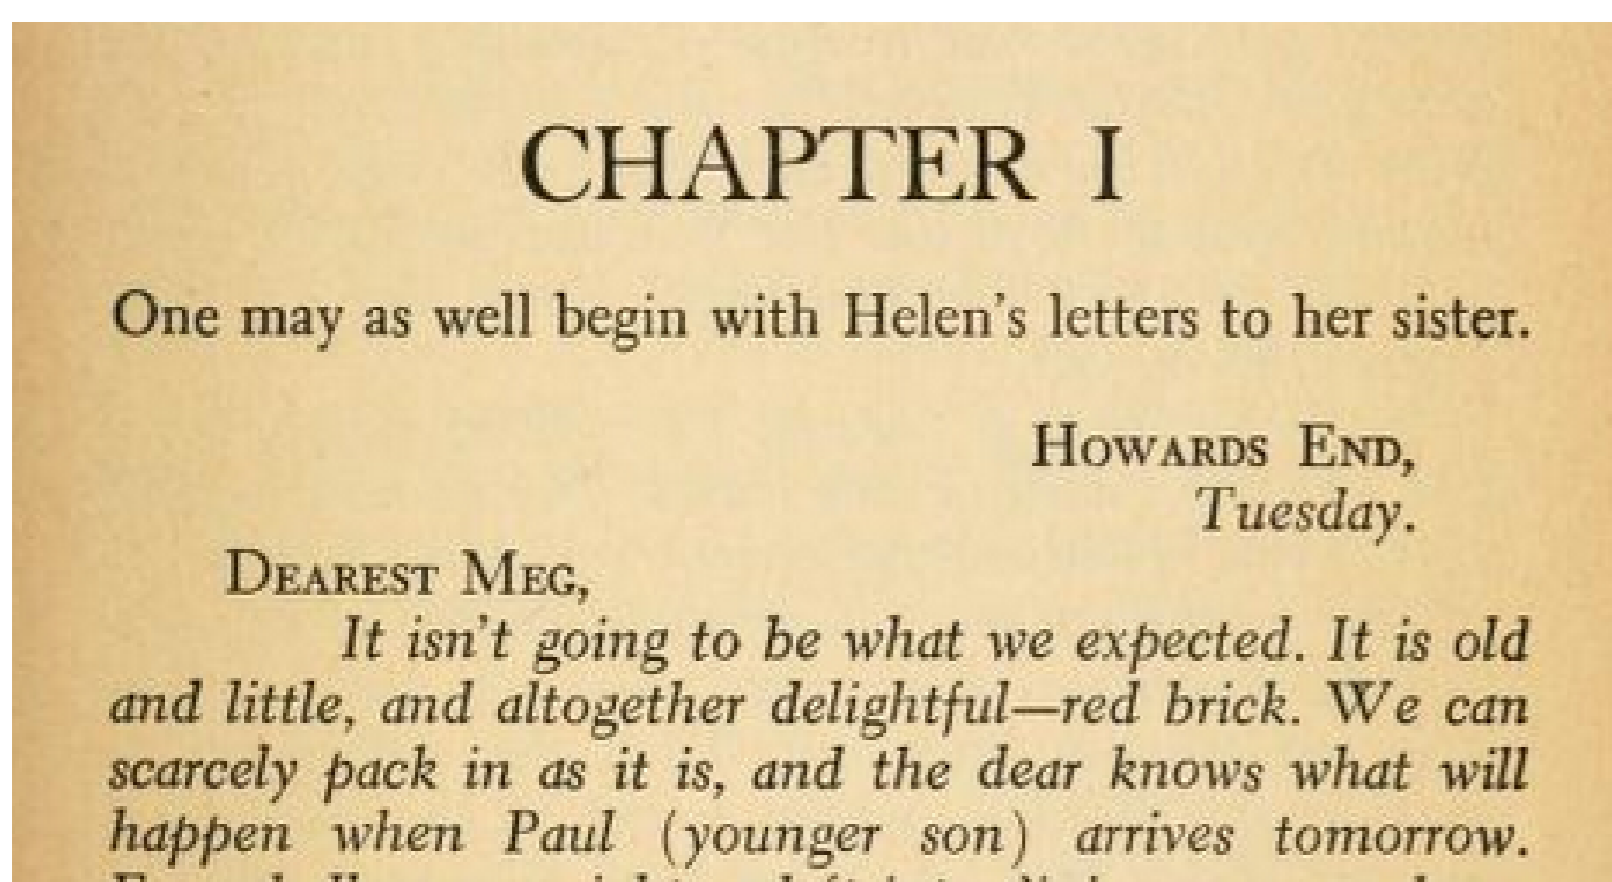 CHAPTER I
One may as well begin with Helen's letters to her sister.
HOWARDS END,
Tuesday.
DEAREST MEG,
It isn't going to be what we expected. It is old
and little, and altogether delightful—red brick. We can
scarcely pack in as it is, and the dear knows what will
happen when Paul (younger son) arrives tomorrow.